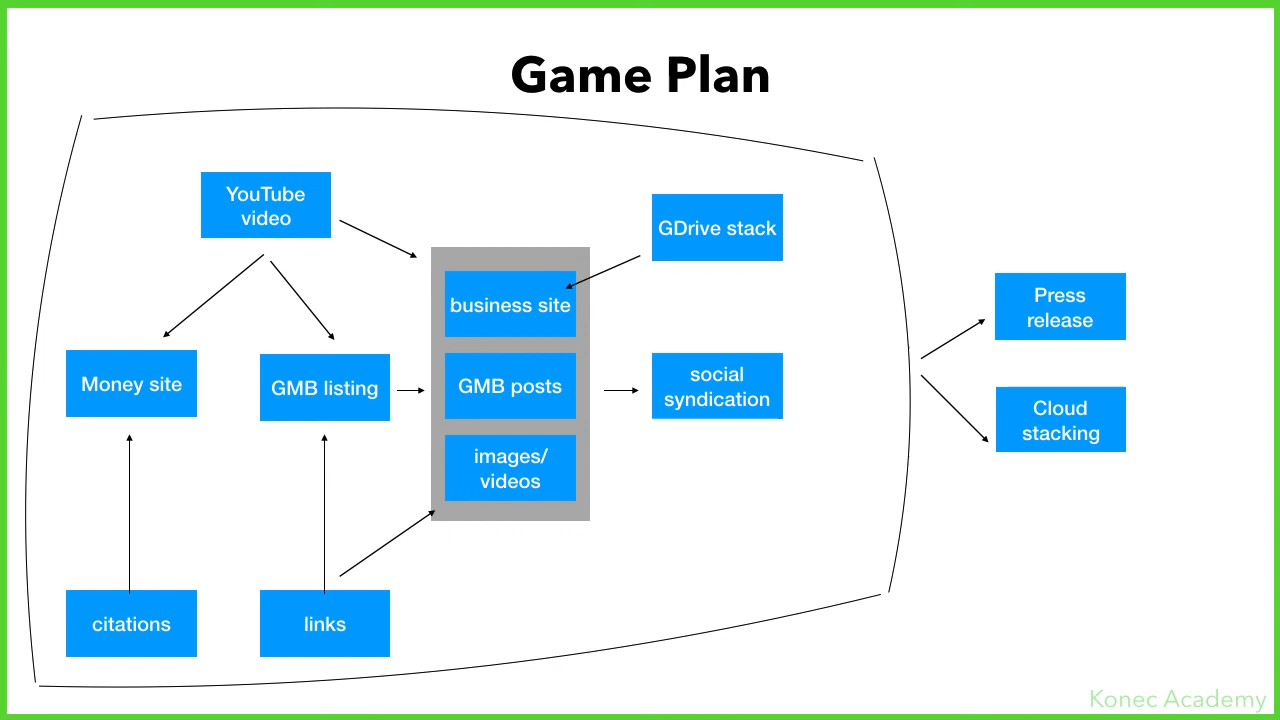 Game Plan
YouTube
video
GDrive stack
business site
Press
release
Money site
GMB listing
GMB posts
social
syndication
Cloud
stacking
images/
videos
citations
links
Konec Academy